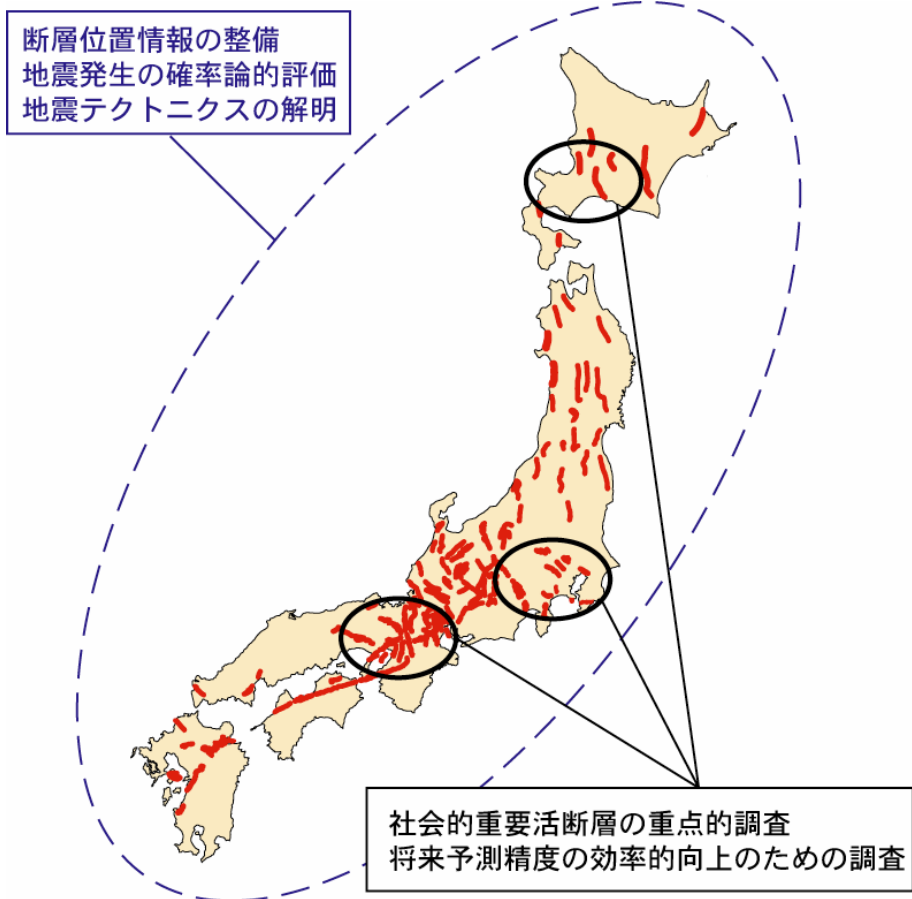 断層位置情報の整備
地震発生の確率論的評価
地震テクトニクスの解明
社会的重要活断層の重点的調査
将来予測精度の効率的向上のための調査